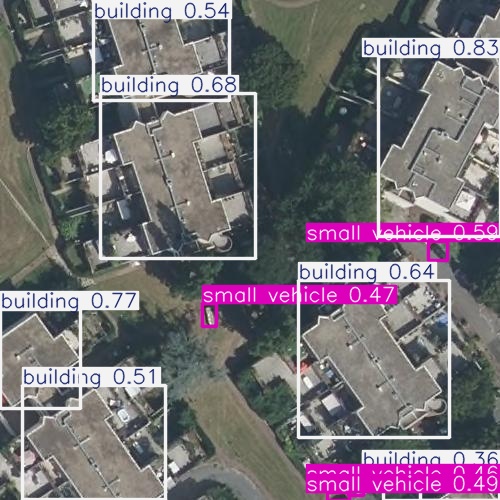 building 0.54
building 0.68
building 0.83
small vehicle 0.59
building 0.64
small vehicle 0.47
building 0.77
building 0.51
building 0.36
small vehicle 0.46
small vehicle 0.49